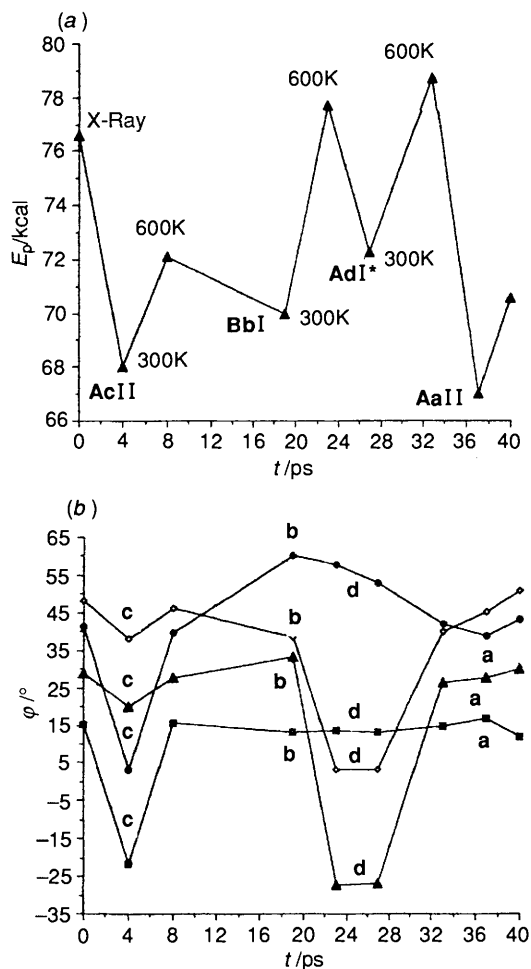 (a)
80
78
76
74
72
70
68
66
E_p/kcal
X-Ray
600K
600K
600K
AdI* 300K
BbI 300K
300K
AcII
AaII
0 4 8 12 16 20 24 28 32 36 40
t /ps
(b)
65
55
45
35
25
15
5
−5
−15
−25
−35
φ /°
b
d
c
b
c
b
a
a
c
b
d
a
c
d
0 4 8 12 16 20 24 28 32 36 40
t /ps